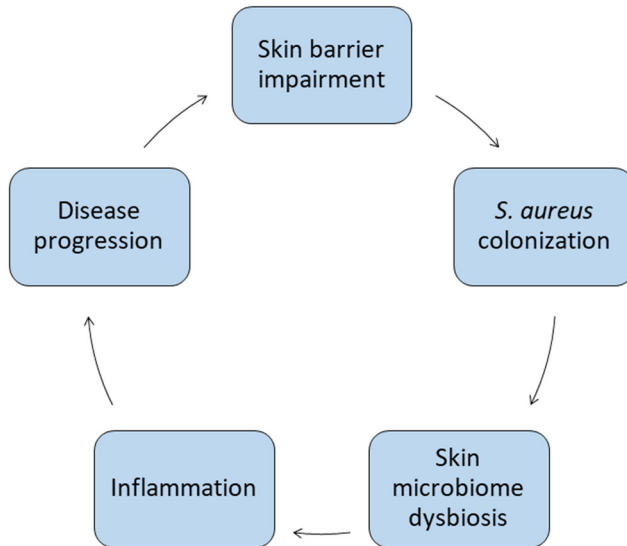 Skin barrier
impairment
S. aureus
colonization
Skin
microbiome
dysbiosis
Inflammation
Disease
progression